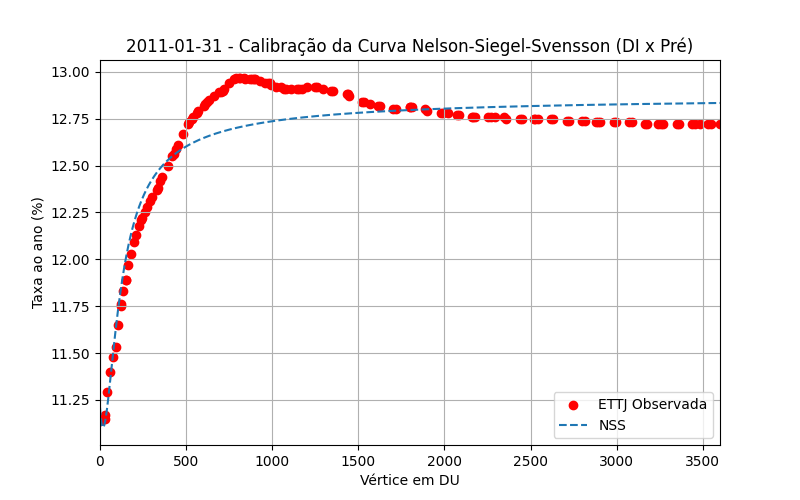 2011-01-31 - Calibração da Curva Nelson-Siegel-Svensson (DI x Pré)
Taxa ao ano (%)
13.00
12.75
12.50
12.25
12.00
11.75
11.50
11.25
ETTJ Observada
NSS
0 500 1000 1500 2000 2500 3000 3500
Vértice em DU